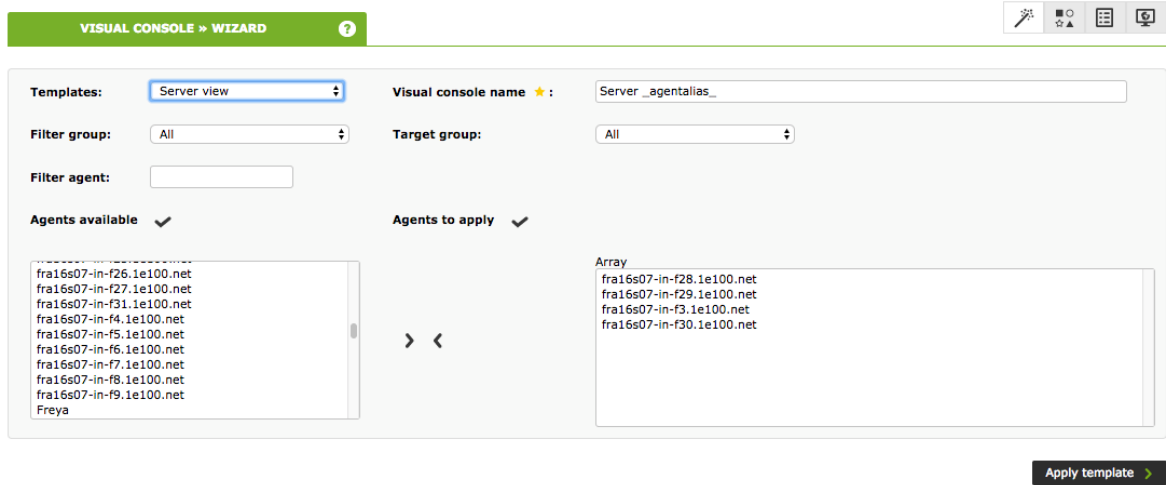 VISUAL CONSOLE » WIZARD ?
Templates: Server view Visual console name ★ : Server _agentalias_
Filter group: All Target group: All
Filter agent:
Agents available Agents to apply
Array
fra16s07-in-f26.1e100.net
fra16s07-in-f27.1e100.net
fra16s07-in-f31.1e100.net
fra16s07-in-f4.1e100.net
fra16s07-in-f5.1e100.net
fra16s07-in-f6.1e100.net
fra16s07-in-f7.1e100.net
fra16s07-in-f8.1e100.net
fra16s07-in-f9.1e100.net
Freya
fra16s07-in-f28.1e100.net
fra16s07-in-f29.1e100.net
fra16s07-in-f3.1e100.net
fra16s07-in-f30.1e100.net
Apply template